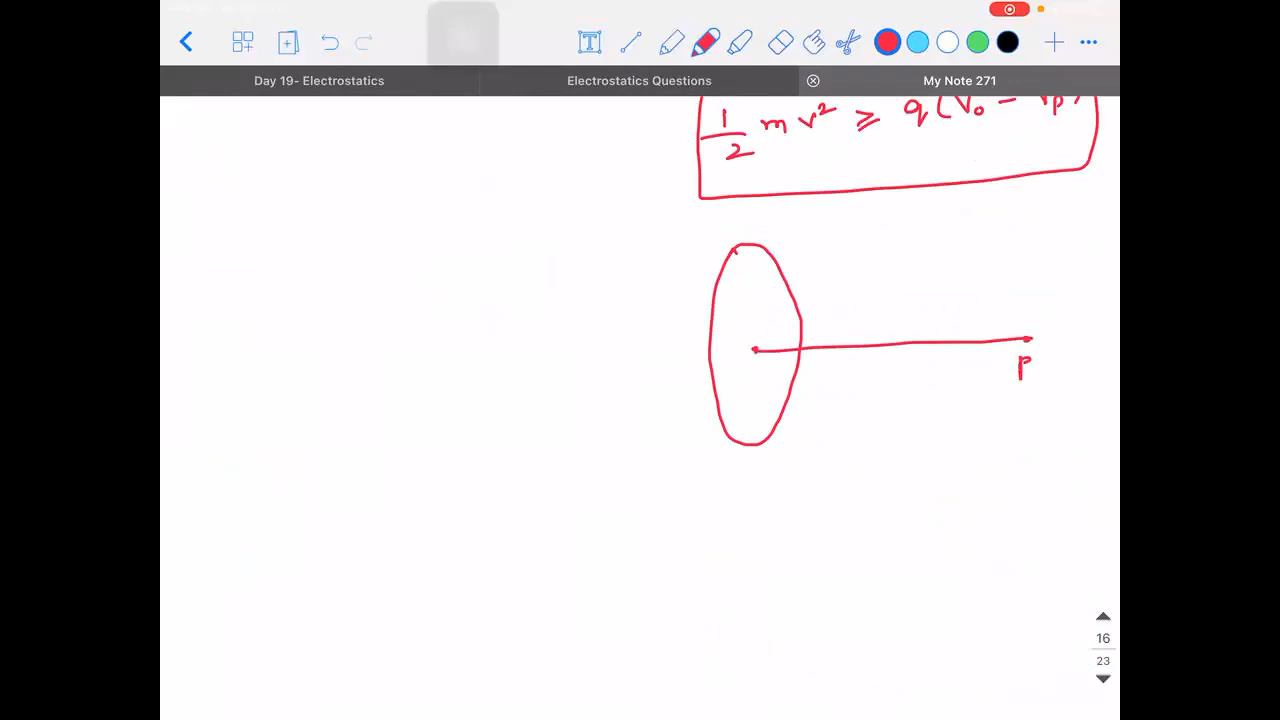 T
Day 19- Electrostatics
Electrostatics Questions
My Note 271
1/2 mv² ≥ q(V₀ - Vₚ)
P
16
23